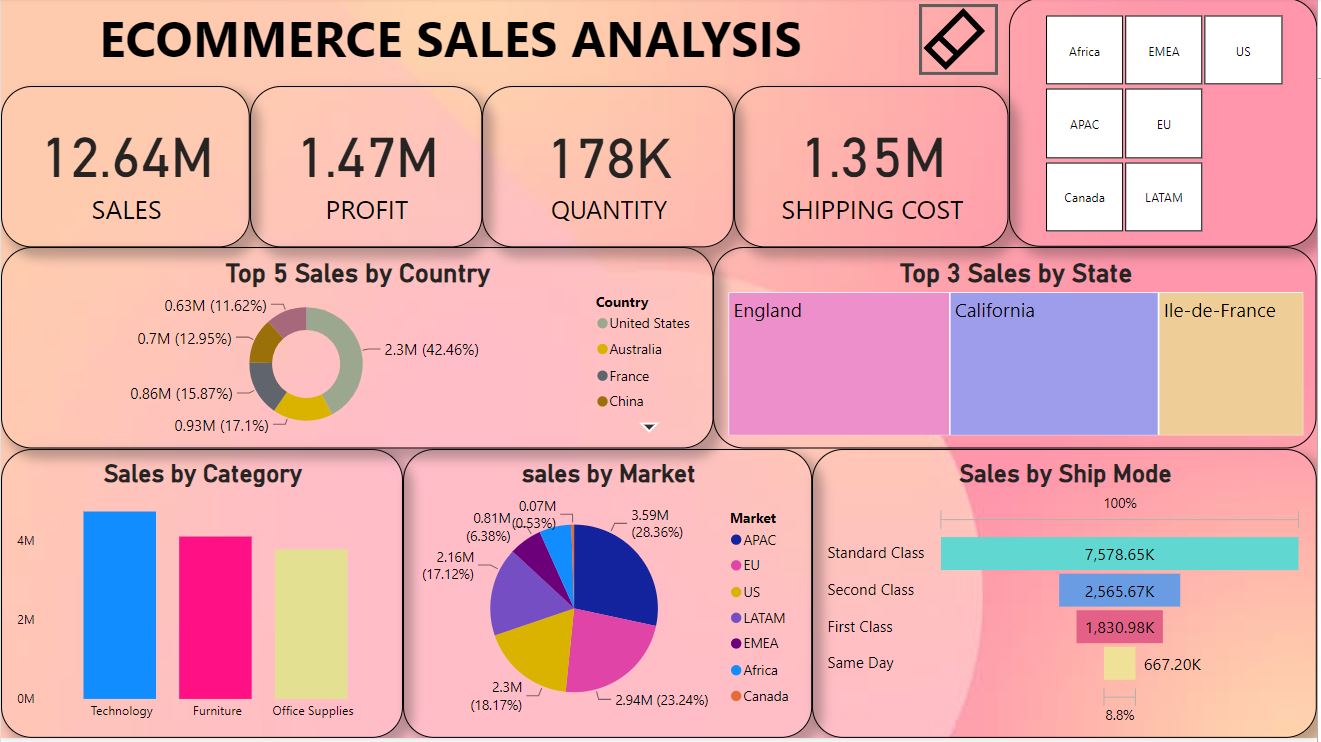 ECOMMERCE SALES ANALYSIS
Africa
EMEA
US
APAC
EU
Canada
LATAM
12.64M
SALES
1.47M
PROFIT
178K
QUANTITY
1.35M
SHIPPING COST
Top 5 Sales by Country
0.63M (11.62%)
0.7M (12.95%)
0.86M (15.87%)
0.93M (17.1%)
2.3M (42.46%)
Country
United States
Australia
France
China
Top 3 Sales by State
England
California
Ile-de-France
Sales by Category
4M
2M
0M
Technology
Furniture
Office Supplies
sales by Market
0.07M
(0.53%)
0.81M
(6.38%)
2.16M
(17.12%)
2.3M
(18.17%)
3.59M
(28.36%)
2.94M (23.24%)
Market
APAC
EU
US
LATAM
EMEA
Africa
Canada
Sales by Ship Mode
100%
Standard Class
7,578.65K
Second Class
2,565.67K
First Class
1,830.98K
Same Day
667.20K
8.8%